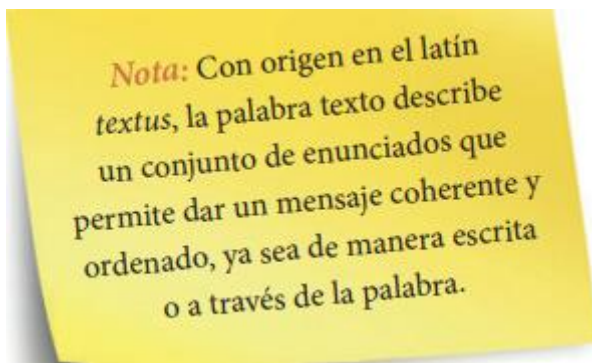 Nota: Con origen en el latín
textus, la palabra texto describe
un conjunto de enunciados que
permite dar un mensaje coherente y
ordenado, ya sea de manera escrita
o a través de la palabra.